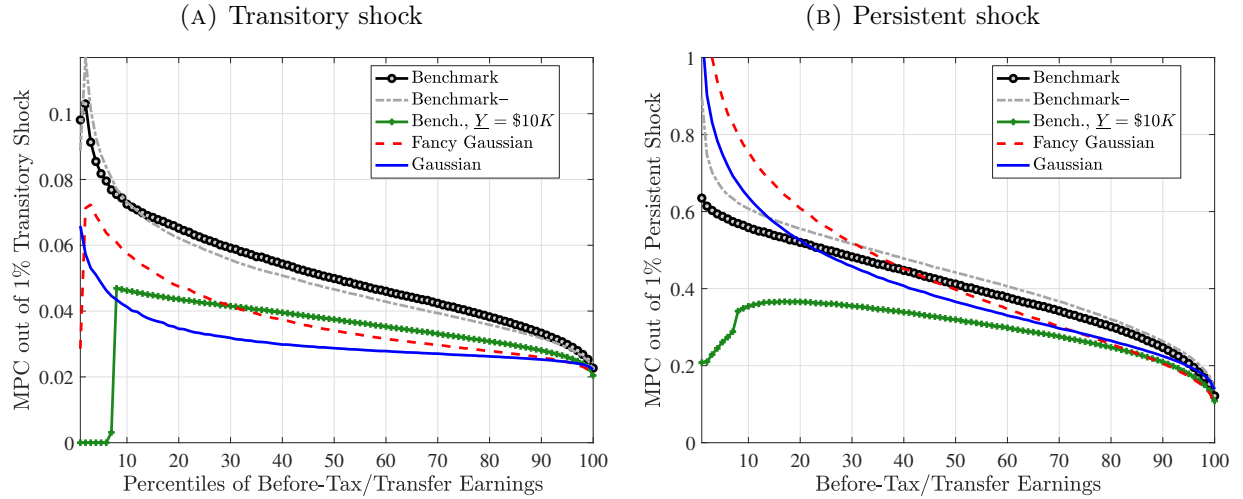 (A) Transitory shock
MPC out of 1% Transitory Shock
0.1
0.08
0.06
0.04
0.02
0
Benchmark
Benchmark–
Bench., Y = $10K
Fancy Gaussian
Gaussian
10 20 30 40 50 60 70 80 90 100
Percentiles of Before-Tax/Transfer Earnings
(B) Persistent shock
MPC out of 1% Persistent Shock
1
0.8
0.6
0.4
0.2
0
Benchmark
Benchmark–
Bench., Y = $10K
Fancy Gaussian
Gaussian
10 20 30 40 50 60 70 80 90 100
Before-Tax/Transfer Earnings